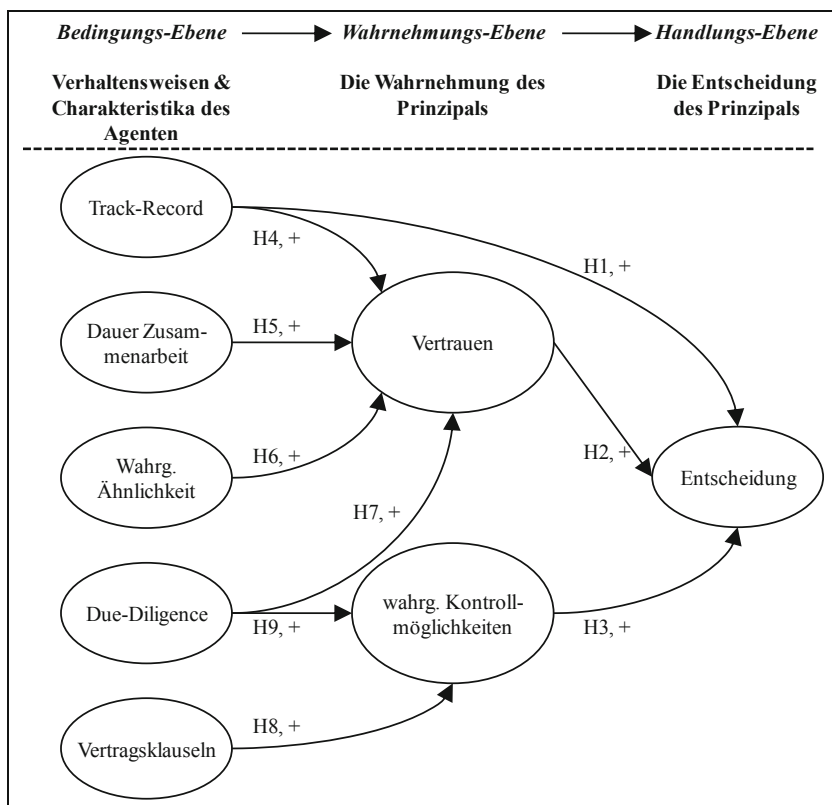 Bedingungs-Ebene
Wahrnehmungs-Ebene
Handlungs-Ebene
Verhaltensweisen &
Charakteristika des
Agenten
Die Wahrnehmung des
Prinzipals
Die Entscheidung
des Prinzipals
Track-Record
H4, +
H1, +
Dauer Zusam-
menarbeit
H5, +
Vertrauen
Wahrg.
Ähnlichkeit
H6, +
H2, +
Entscheidung
H7, +
Due-Diligence
H9, +
wahrg. Kontroll-
möglichkeiten
H3, +
Vertragsklauseln
H8, +